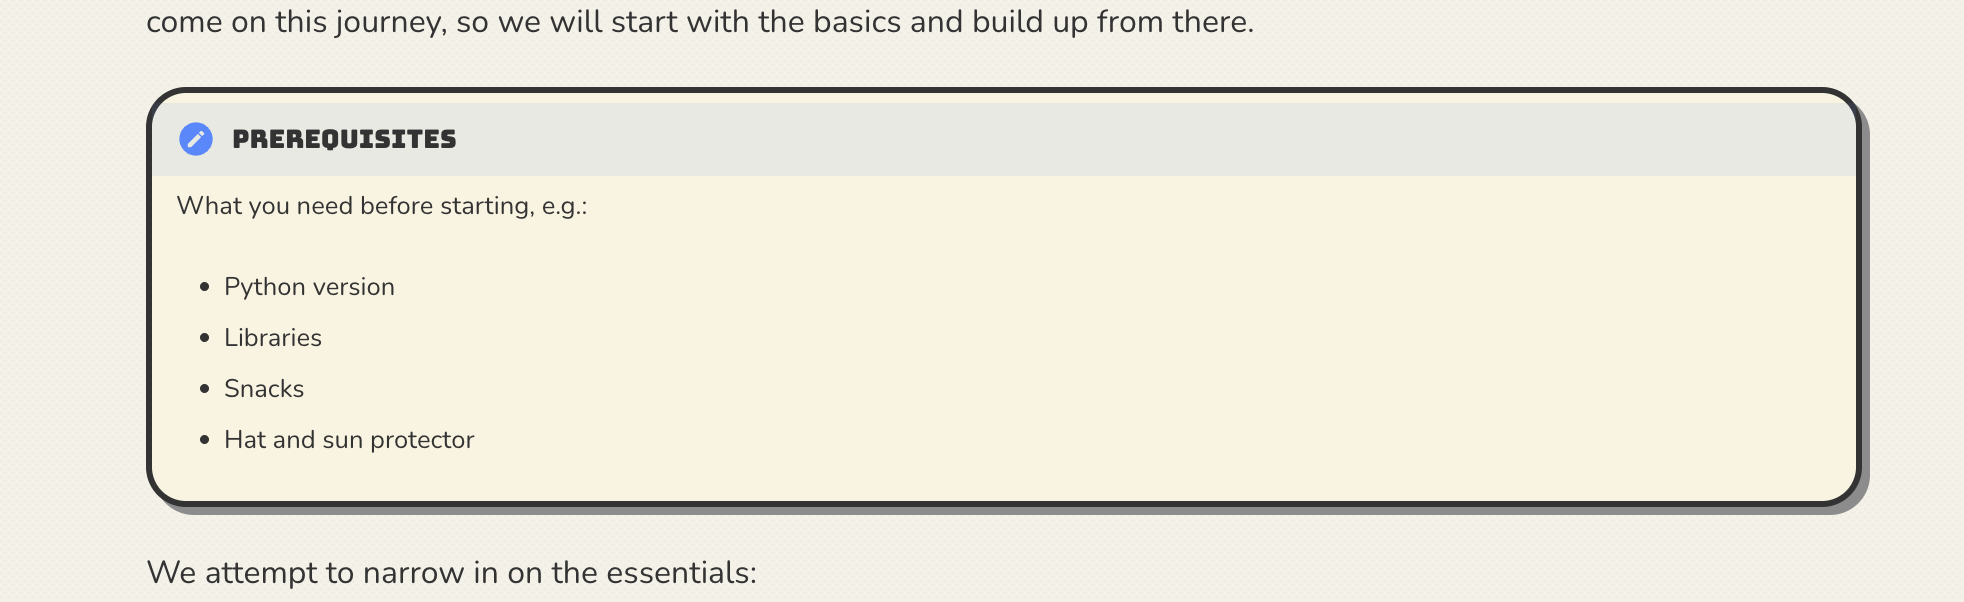 come on this journey, so we will start with the basics and build up from there.
PREREQUISITES
What you need before starting, e.g.:
Python version
Libraries
Snacks
Hat and sun protector
We attempt to narrow in on the essentials: